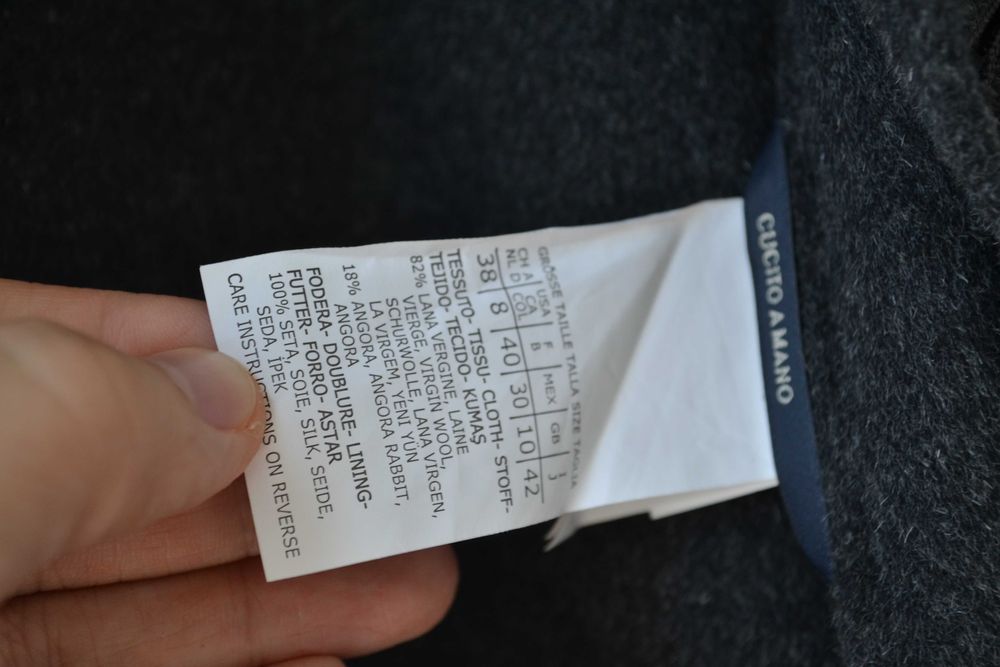 CUCITO A MANO
GRÖSSE TAILLE TALLA SIZE TAGLIA
CH A USA F MEX GB
NL D CA B
COL
38 8 40 30 10 42
TESSUTO- TISSU- CLOTH- STOFF-
TEJIDO- TECIDO- KUMAŞ
82% LANA VERGINE, LAINE
VIERGE, VIRGIN WOOL,
SCHURWOLLE, LANA VIRGEN,
LA VIRGEM, YENI YÜN
18% ANGORA, ANGORA RABBIT,
ANGORA
FODERA- DOUBLURE- LINING-
FUTTER- FORRO- ASTAR
100% SETA, SOIE, SILK, SEIDE,
SEDA, İPEK
CARE INSTRUCTIONS ON REVERSE